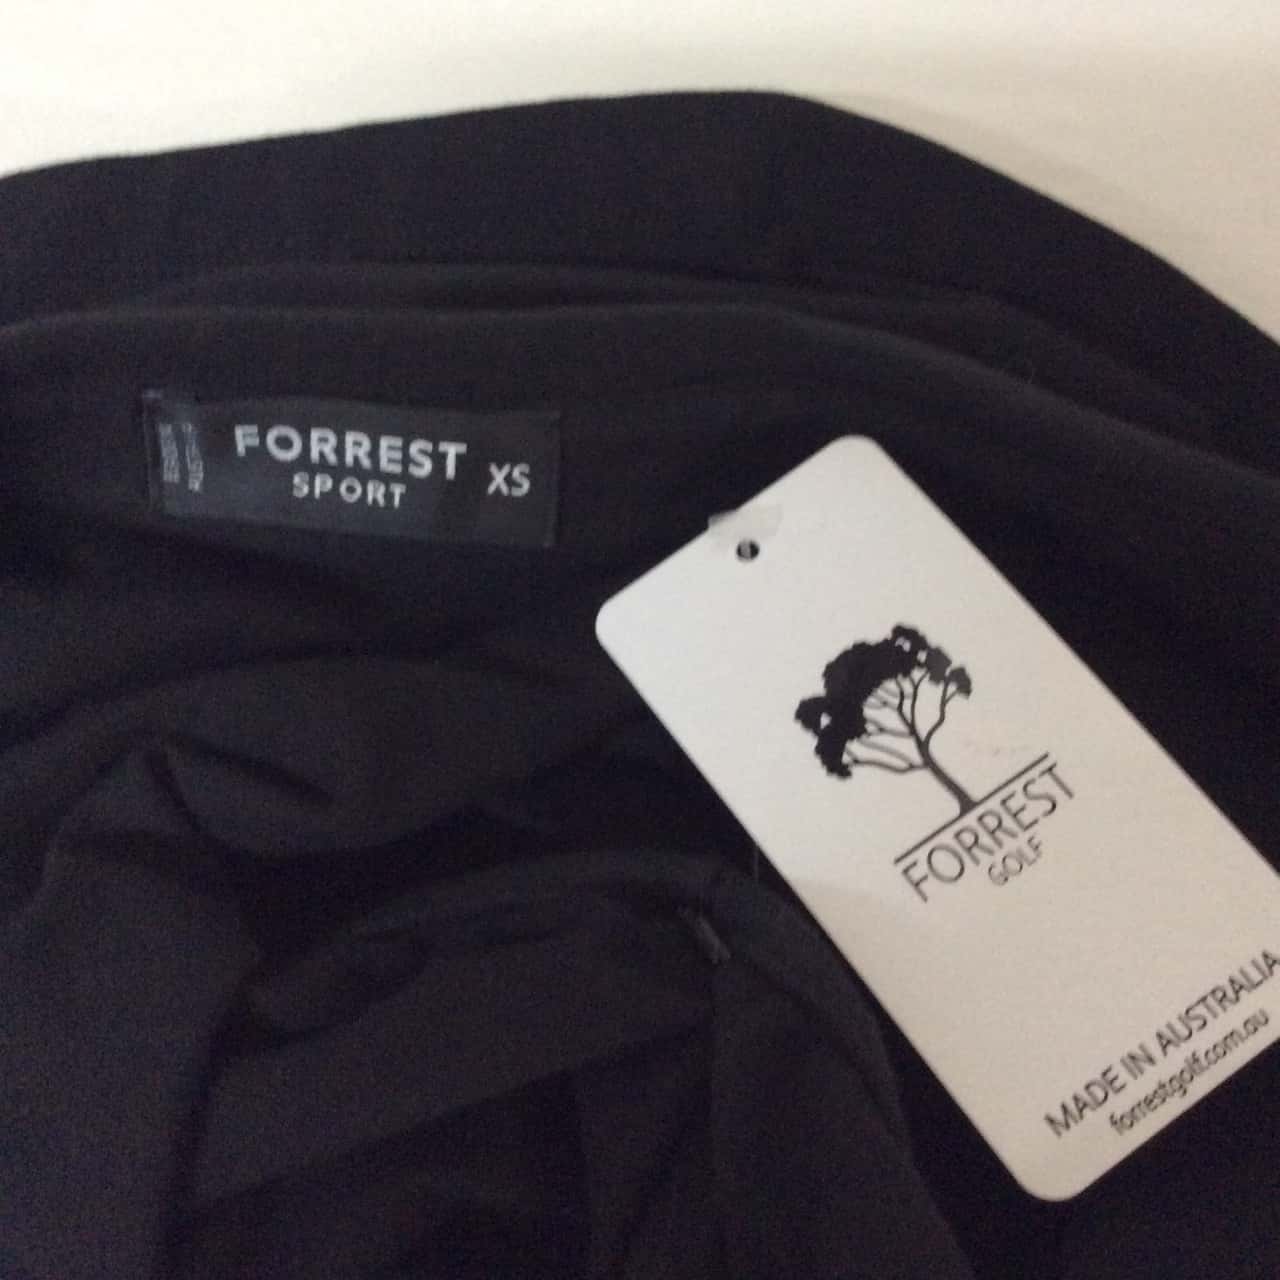 FORREST
SPORT
XS
FORREST
GOLF
MADE IN AUSTRALIA
forrestgolf.com.au